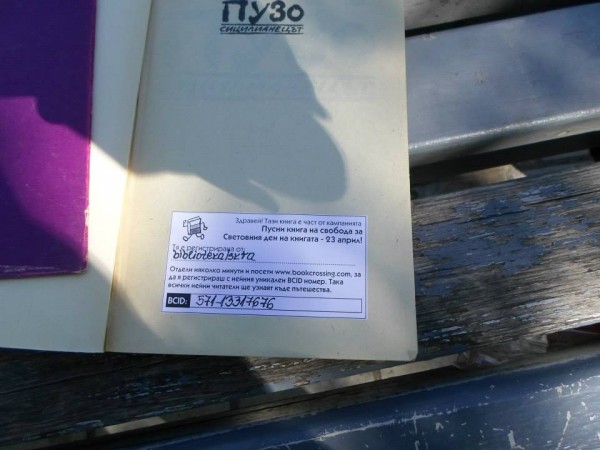 ПУЗО
СИЦИЛИАНЕЦЪТ
Здравей! Тази книга е част от кампанията
Пусни книга на свобода за
Световния ден на книгата - 23 април!
Тя е регистрирана от:
Отдели няколко минути и посети www.bookcrossing.com, за
да я регистрираш с нейния уникален BCID номер. Така
всички нейни читатели ще узнаят къде пътешества.
BCID: 571-13317676